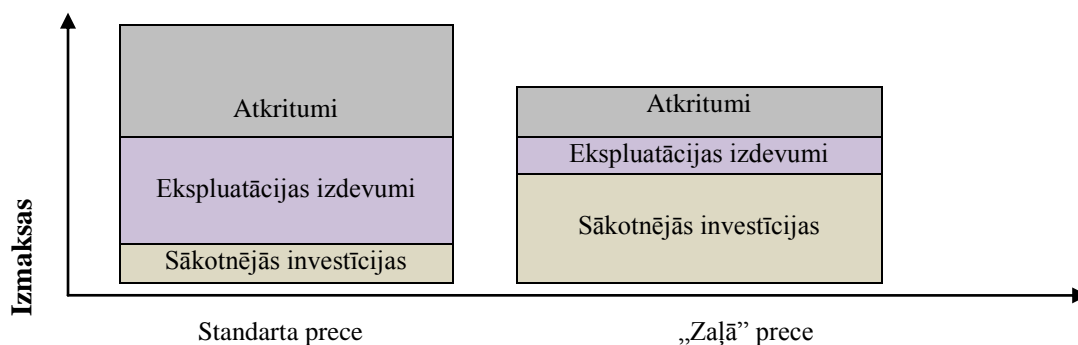 Izmaksas
Atkritumi
Ekspluatācijas izdevumi
Sākotnējās investīcijas
Atkritumi
Ekspluatācijas izdevumi
Sākotnējās investīcijas
Standarta prece
„Zaļā” prece